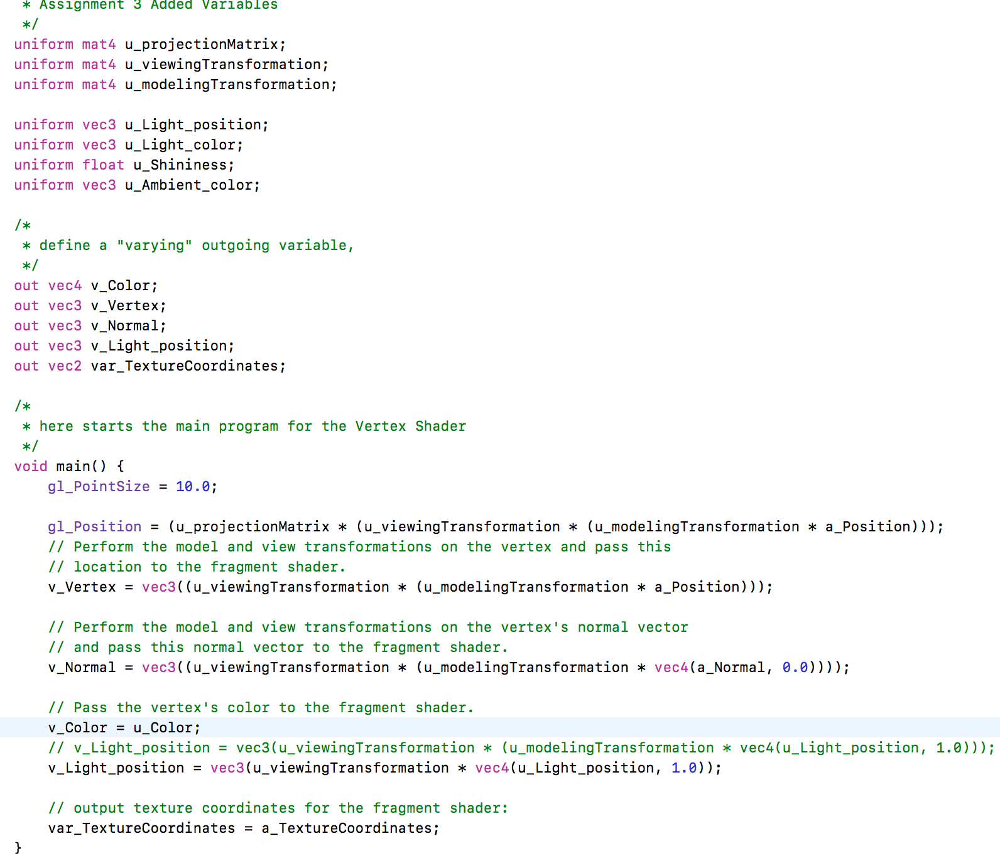 * Assignment 3 Added Variables
*/
uniform mat4 u_projectionMatrix;
uniform mat4 u_viewingTransformation;
uniform mat4 u_modelingTransformation;
uniform vec3 u_Light_position;
uniform vec3 u_Light_color;
uniform float u_Shininess;
uniform vec3 u_Ambient_color;
/*
* define a "varying" outgoing variable,
*/
out vec4 v_Color;
out vec3 v_Vertex;
out vec3 v_Normal;
out vec3 v_Light_position;
out vec2 var_TextureCoordinates;
/*
* here starts the main program for the Vertex Shader
*/
void main() {
gl_PointSize = 10.0;
gl_Position = (u_projectionMatrix * (u_viewingTransformation * (u_modelingTransformation * a_Position)));
// Perform the model and view transformations on the vertex and pass this
// location to the fragment shader.
v_Vertex = vec3((u_viewingTransformation * (u_modelingTransformation * a_Position)));
// Perform the model and view transformations on the vertex's normal vector
// and pass this normal vector to the fragment shader.
v_Normal = vec3((u_viewingTransformation * (u_modelingTransformation * vec4(a_Normal, 0.0))));
// Pass the vertex's color to the fragment shader.
v_Color = u_Color;
// v_Light_position = vec3(u_viewingTransformation * (u_modelingTransformation * vec4(u_Light_position, 1.0)));
v_Light_position = vec3(u_viewingTransformation * vec4(u_Light_position, 1.0));
// output texture coordinates for the fragment shader:
var_TextureCoordinates = a_TextureCoordinates;
}